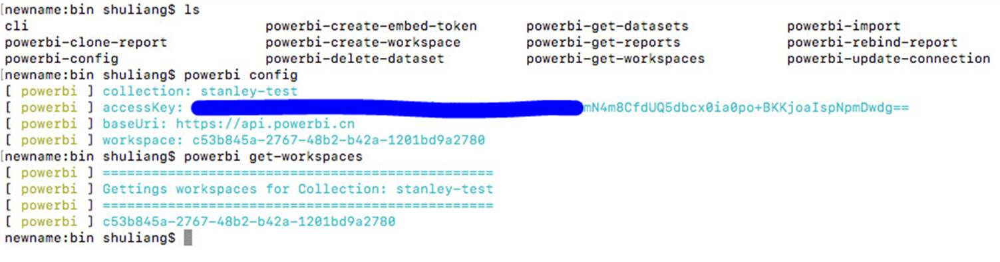 newname:bin shuliang$ ls
cli powerbi-create-embed-token powerbi-get-datasets powerbi-import
powerbi-clone-report powerbi-create-workspace powerbi-get-reports powerbi-rebind-report
powerbi-config powerbi-delete-dataset powerbi-get-workspaces powerbi-update-connection
[newname:bin shuliang$ powerbi config
[ powerbi ] collection: stanley-test
[ powerbi ] accessKey: mN4m8CfdUQ5dbcx0ia0po+BKKjoaIspNpmDwdg==
[ powerbi ] baseUri: https://api.powerbi.cn
[ powerbi ] workspace: c53b845a-2767-48b2-b42a-1201bd9a2780
[newname:bin shuliang$ powerbi get-workspaces
[ powerbi ] ================================================
[ powerbi ] Gettings workspaces for Collection: stanley-test
[ powerbi ] ================================================
[ powerbi ] c53b845a-2767-48b2-b42a-1201bd9a2780
newname:bin shuliang$